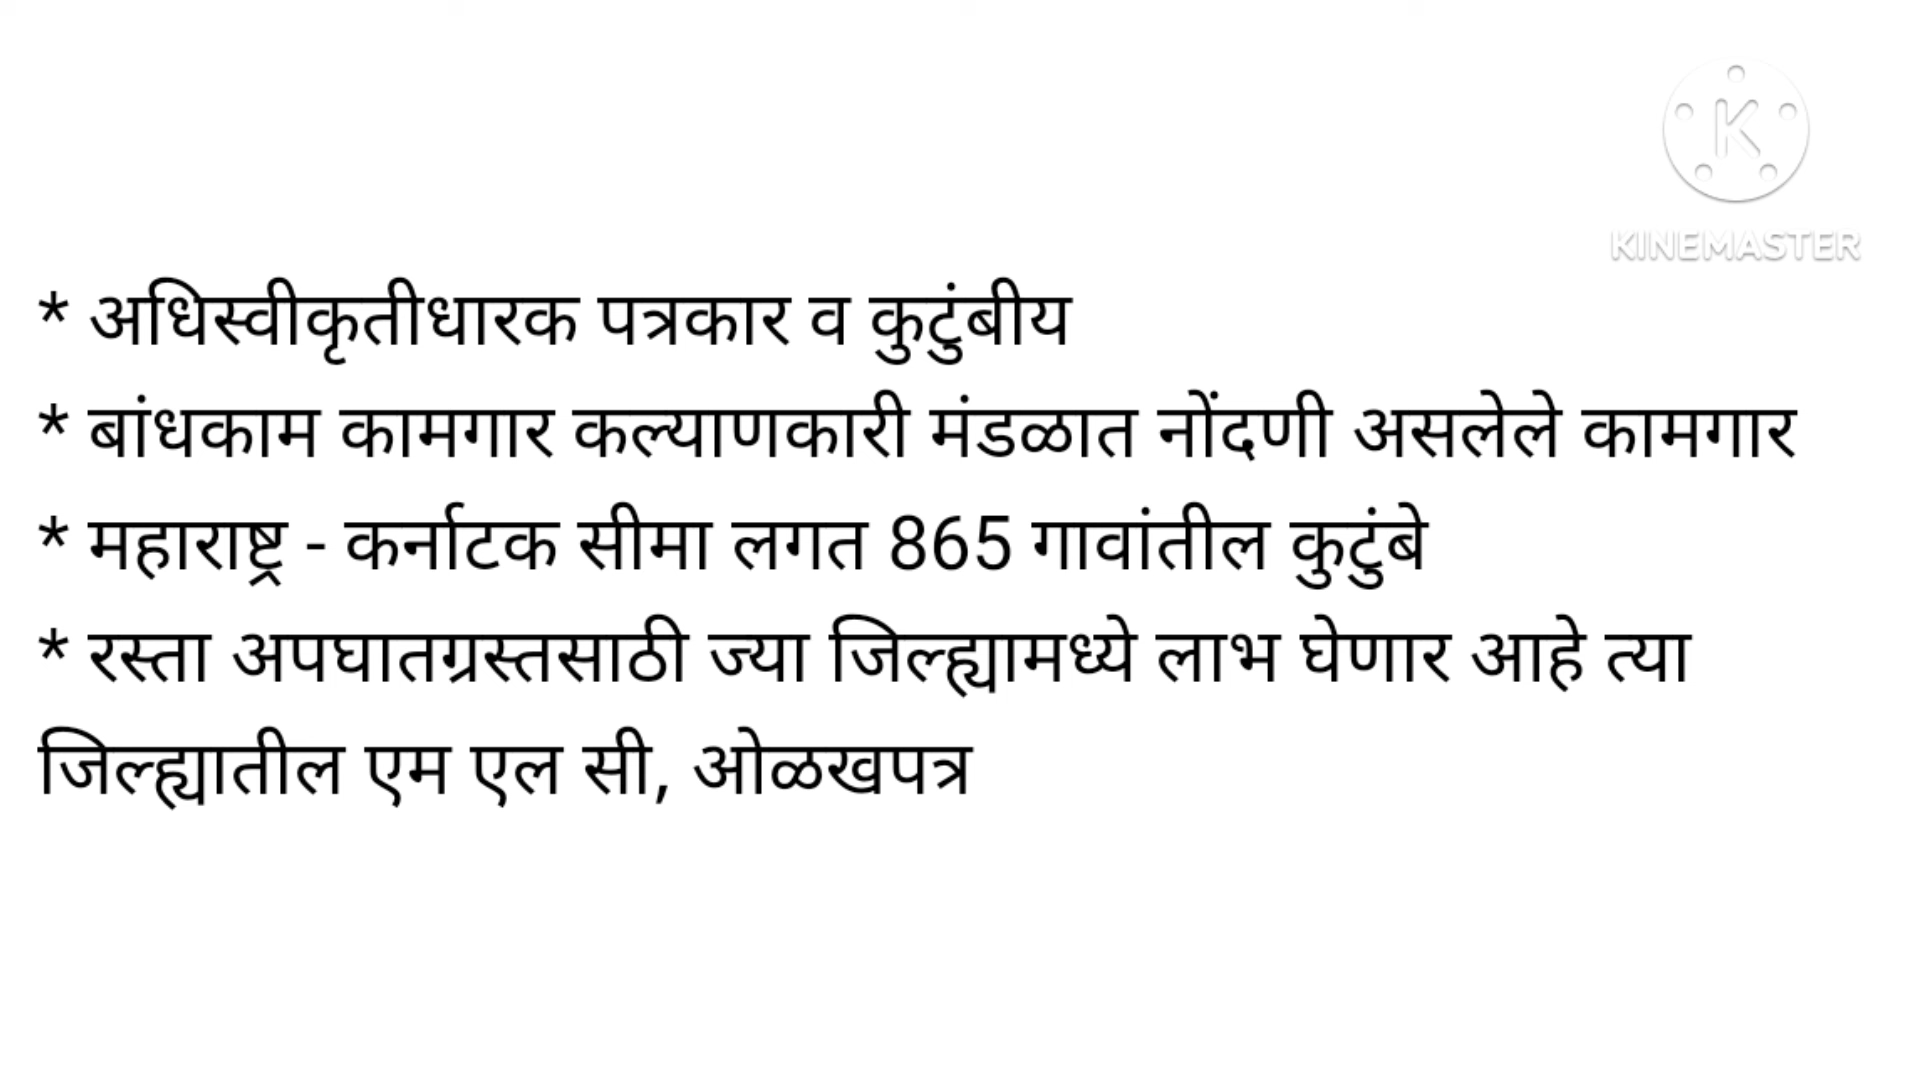 KINEMASTER
* अधिस्वीकृतीधारक पत्रकार व कुटुंबीय
* बांधकाम कामगार कल्याणकारी मंडळात नोंदणी असलेले कामगार
* महाराष्ट्र - कर्नाटक सीमा लगत 865 गावांतील कुटुंबे
* रस्ता अपघातग्रस्तसाठी ज्या जिल्ह्यामध्ये लाभ घेणार आहे त्या
जिल्ह्यातील एम एल सी, ओळखपत्र